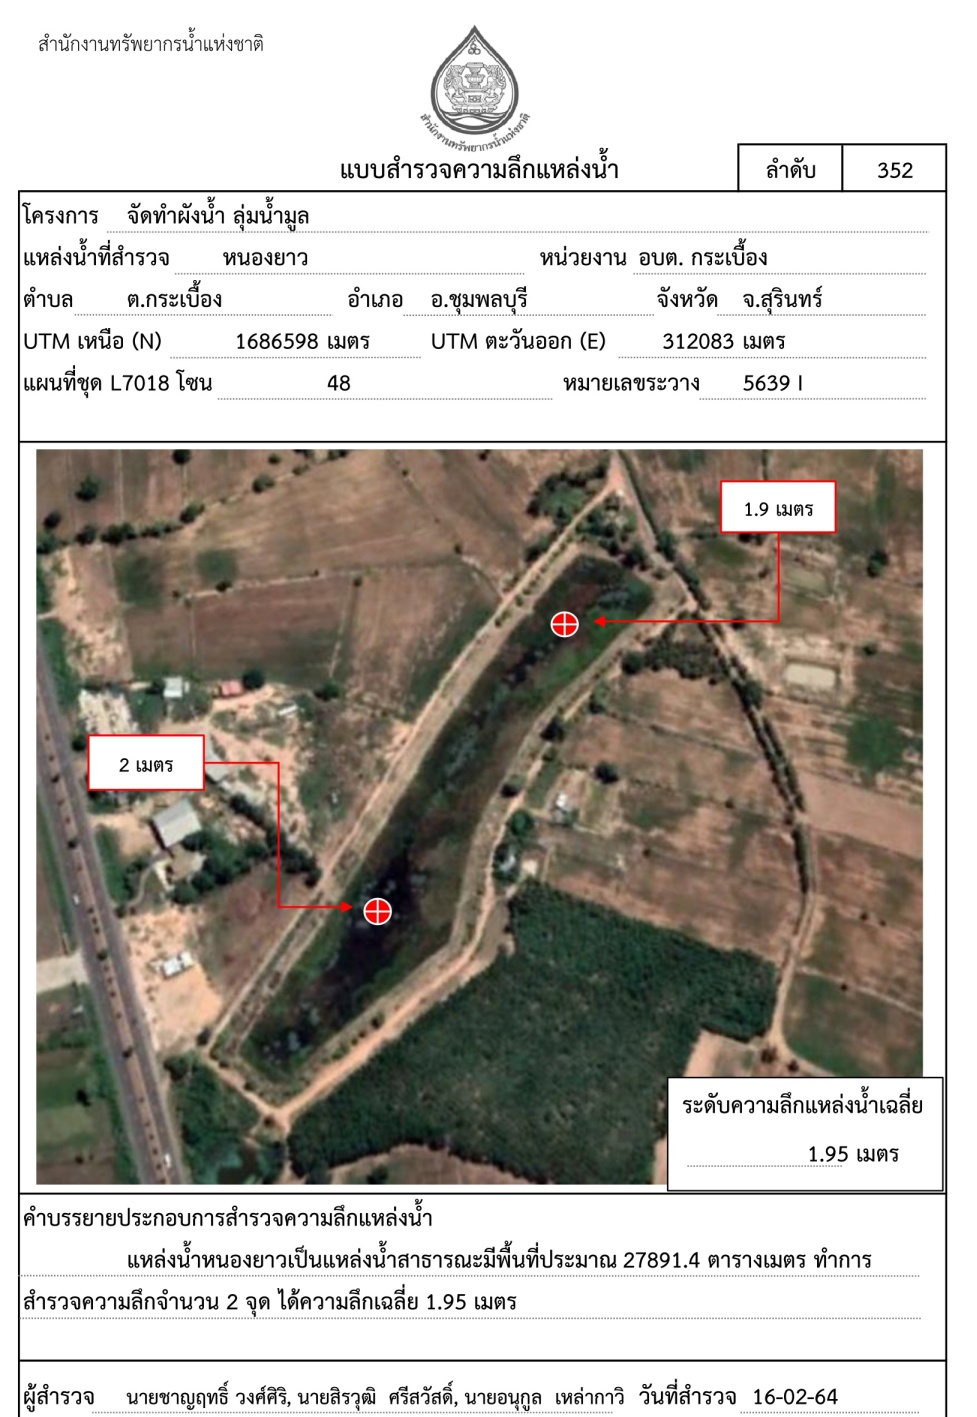 สำนักงานทรัพยากรน้ำแห่งชาติ
สำนักงานทรัพยากรน้ำแห่งชาติ
แบบสำรวจความลึกแหล่งน้ำ ลำดับ 352
โครงการ จัดทำผังน้ำ ลุ่มน้ำมูล
แหล่งน้ำที่สำรวจ หนองยาว หน่วยงาน อบต. กระเบื้อง
ตำบล ต.กระเบื้อง อำเภอ อ.ชุมพลบุรี จังหวัด จ.สุรินทร์
UTM เหนือ (N) 1686598 เมตร UTM ตะวันออก (E) 312083 เมตร
แผนที่ชุด L7018 โซน 48 หมายเลขระวาง 5639 I
1.9 เมตร
2 เมตร
ระดับความลึกแหล่งน้ำเฉลี่ย
1.95 เมตร
คำบรรยายประกอบการสำรวจความลึกแหล่งน้ำ
แหล่งน้ำหนองยาวเป็นแหล่งน้ำสาธารณะมีพื้นที่ประมาณ 27891.4 ตารางเมตร ทำการ
สำรวจความลึกจำนวน 2 จุด ได้ความลึกเฉลี่ย 1.95 เมตร
ผู้สำรวจ นายชาญฤทธิ์ วงค์ศิริ, นายสิรวุฒิ ศรีสวัสดิ์, นายอนุกูล เหล่ากาวิ วันที่สำรวจ 16-02-64